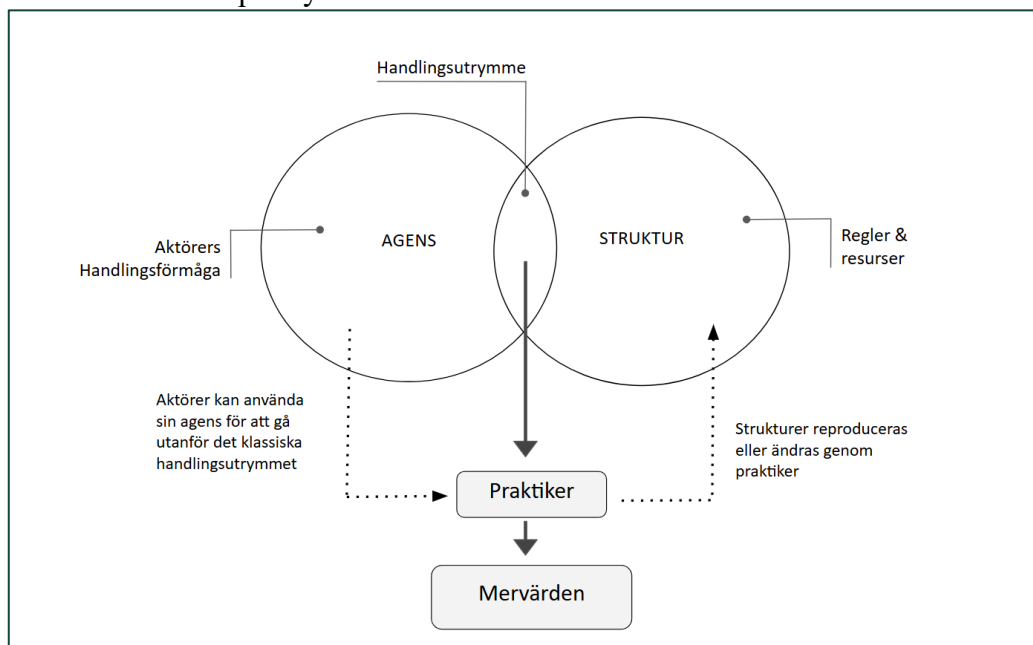 Handlingsutrymme
AGENS
STRUKTUR
Aktörers
Handlingsförmåga
Regler &
resurser
Aktörer kan använda
sin agens för att gå
utanför det klassiska
handlingsutrymmet
Strukturer reproduceras
eller ändras genom
praktiker
Praktiker
Mervärden